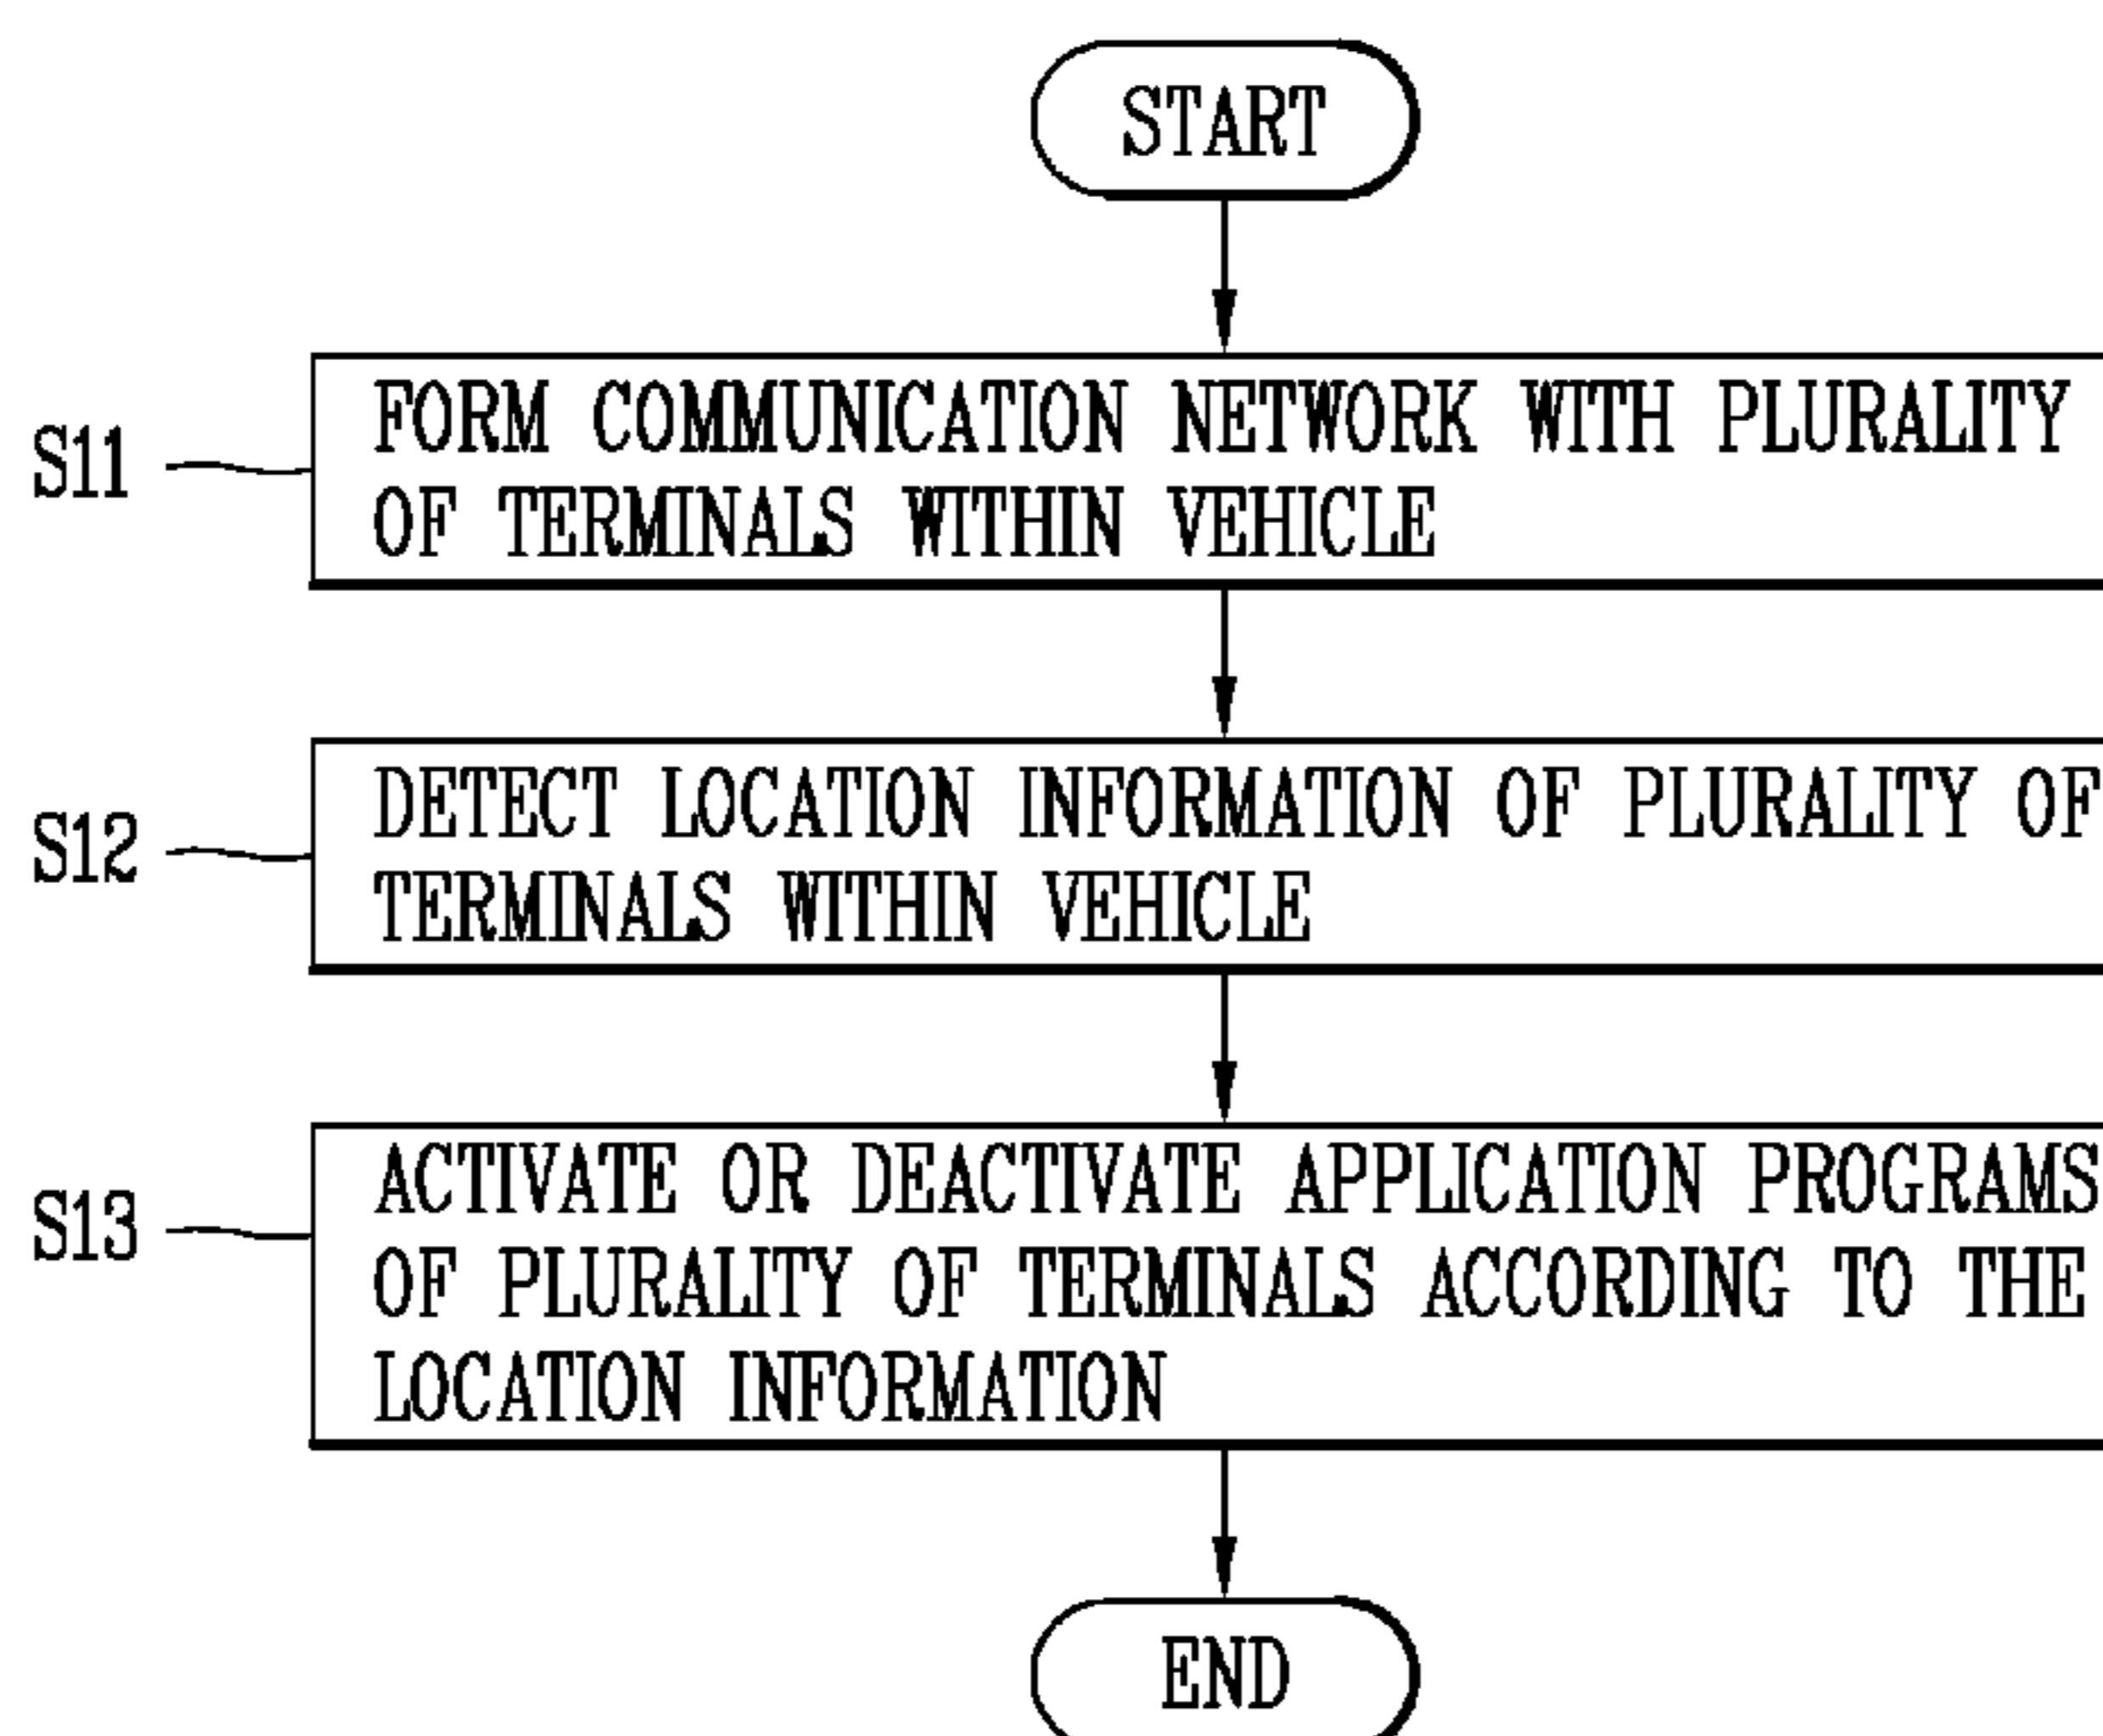 START
S11
FORM COMMUNICATION NETWORK WITH PLURALITY
OF TERMINALS WITHIN VEHICLE
S12
DETECT LOCATION INFORMATION OF PLURALITY OF
TERMINALS WITHIN VEHICLE
S13
ACTIVATE OR DEACTIVATE APPLICATION PROGRAMS
OF PLURALITY OF TERMINALS ACCORDING TO THE
LOCATION INFORMATION
END